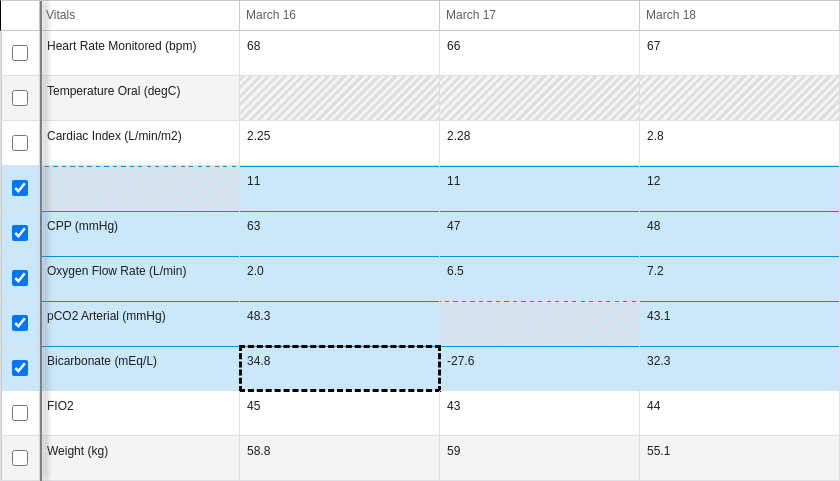 Vitals March 16 March 17 March 18
Heart Rate Monitored (bpm) 68 66 67
Temperature Oral (degC)
Cardiac Index (L/min/m2) 2.25 2.28 2.8
11 11 12
CPP (mmHg) 63 47 48
Oxygen Flow Rate (L/min) 2.0 6.5 7.2
pCO2 Arterial (mmHg) 48.3 43.1
Bicarbonate (mEq/L) 34.8 -27.6 32.3
FIO2 45 43 44
Weight (kg) 58.8 59 55.1